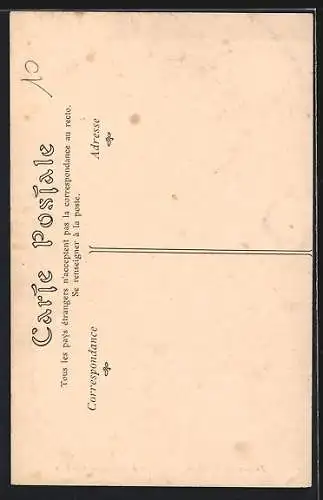 10
Carte Postale
Tous les pays étrangers n'acceptent pas la correspondance au recto.
Se renseigner à la poste.
Correspondance
Adresse